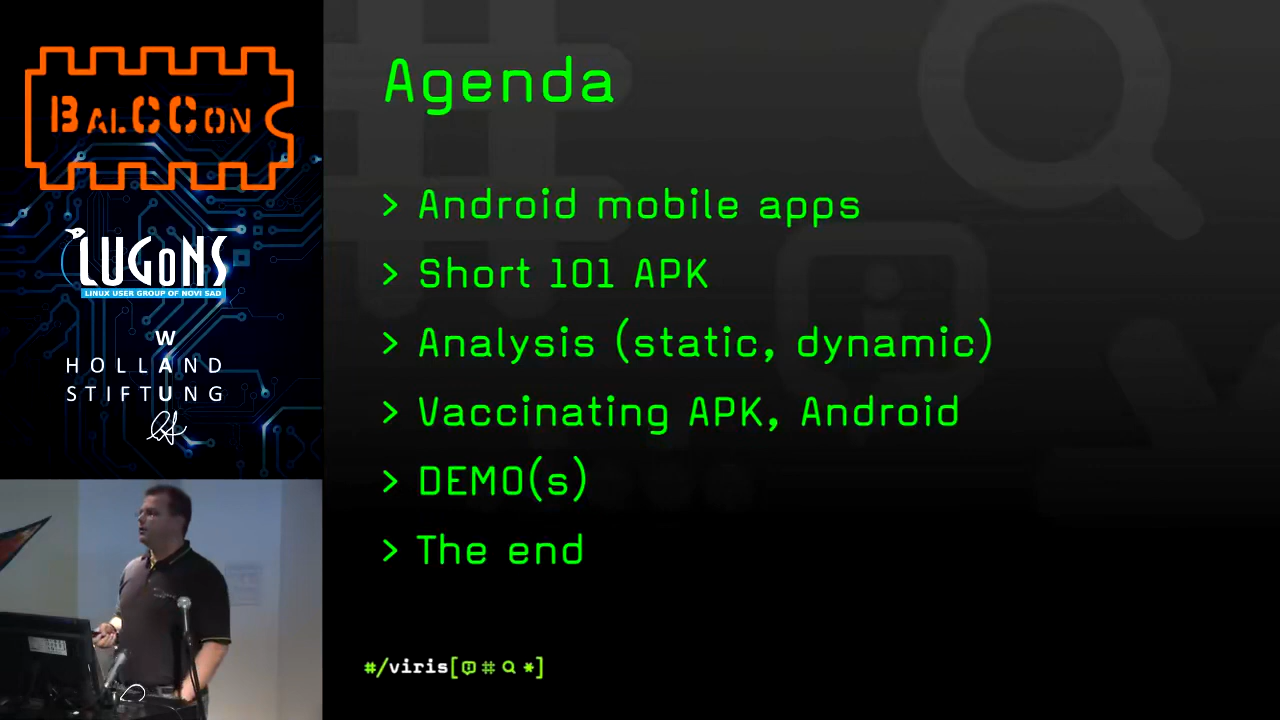 BALCCON
LUGONS
LINUX USER GROUP OF NOVI SAD
W
HOLLAND
A
STIFTUNG
Agenda
> Android mobile apps
> Short 101 APK
> Analysis (static, dynamic)
> Vaccinating APK, Android
> DEMO(s)
> The end
#/viris[ # * ]